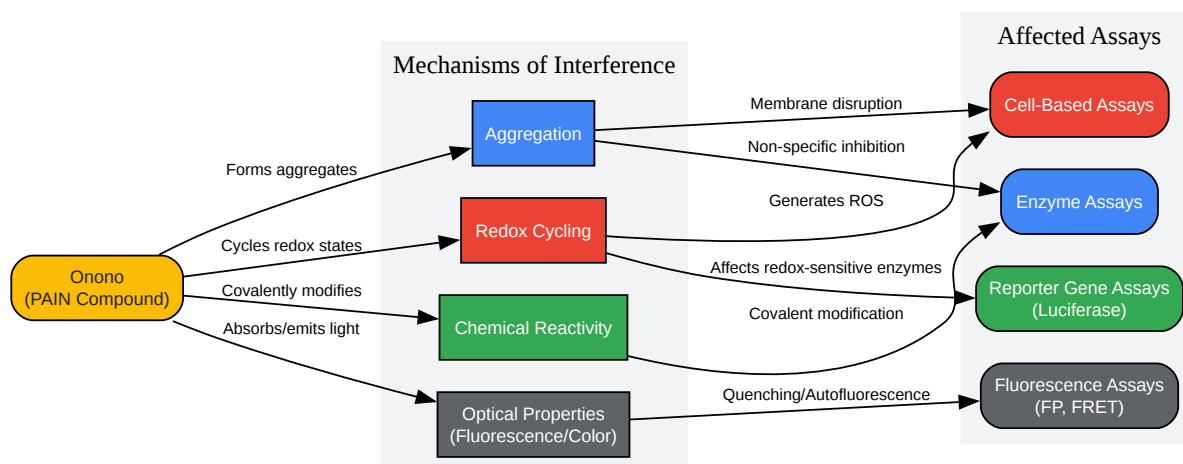 Affected Assays
Mechanisms of Interference
Onono
(PAIN Compound)
Forms aggregates
Cycles redox states
Covalently modifies
Absorbs/emits light
Aggregation
Redox Cycling
Chemical Reactivity
Optical Properties
(Fluorescence/Color)
Membrane disruption
Non-specific inhibition
Generates ROS
Affects redox-sensitive enzymes
Covalent modification
Quenching/Autofluorescence
Cell-Based Assays
Enzyme Assays
Reporter Gene Assays
(Luciferase)
Fluorescence Assays
(FP, FRET)